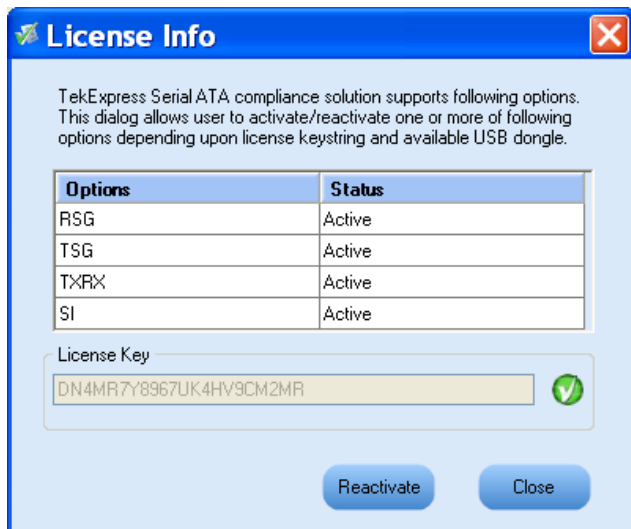 License Info
TekExpress Serial ATA compliance solution supports following options.
This dialog allows user to activate/reactivate one or more of following
options depending upon license keystring and available USB dongle.
Options Status
RSG Active
TSG Active
TXRX Active
SI Active
License Key
DN4MR7Y8967UK4HV9CM2MR
Reactivate Close